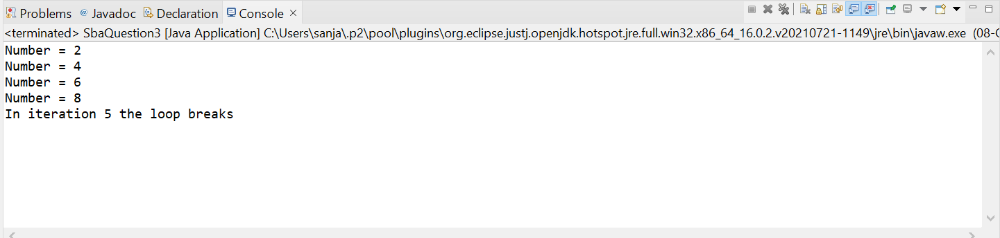 Problems @ Javadoc Declaration Console
<terminated> SbaQuestion3 [Java Application] C:\Users\sanja\.p2\pool\plugins\org.eclipse.justj.openjdk.hotspot.jre.full.win32.x86_64_16.0.2.v20210721-1149\jre\bin\javaw.exe (08-
Number = 2
Number = 4
Number = 6
Number = 8
In iteration 5 the loop breaks